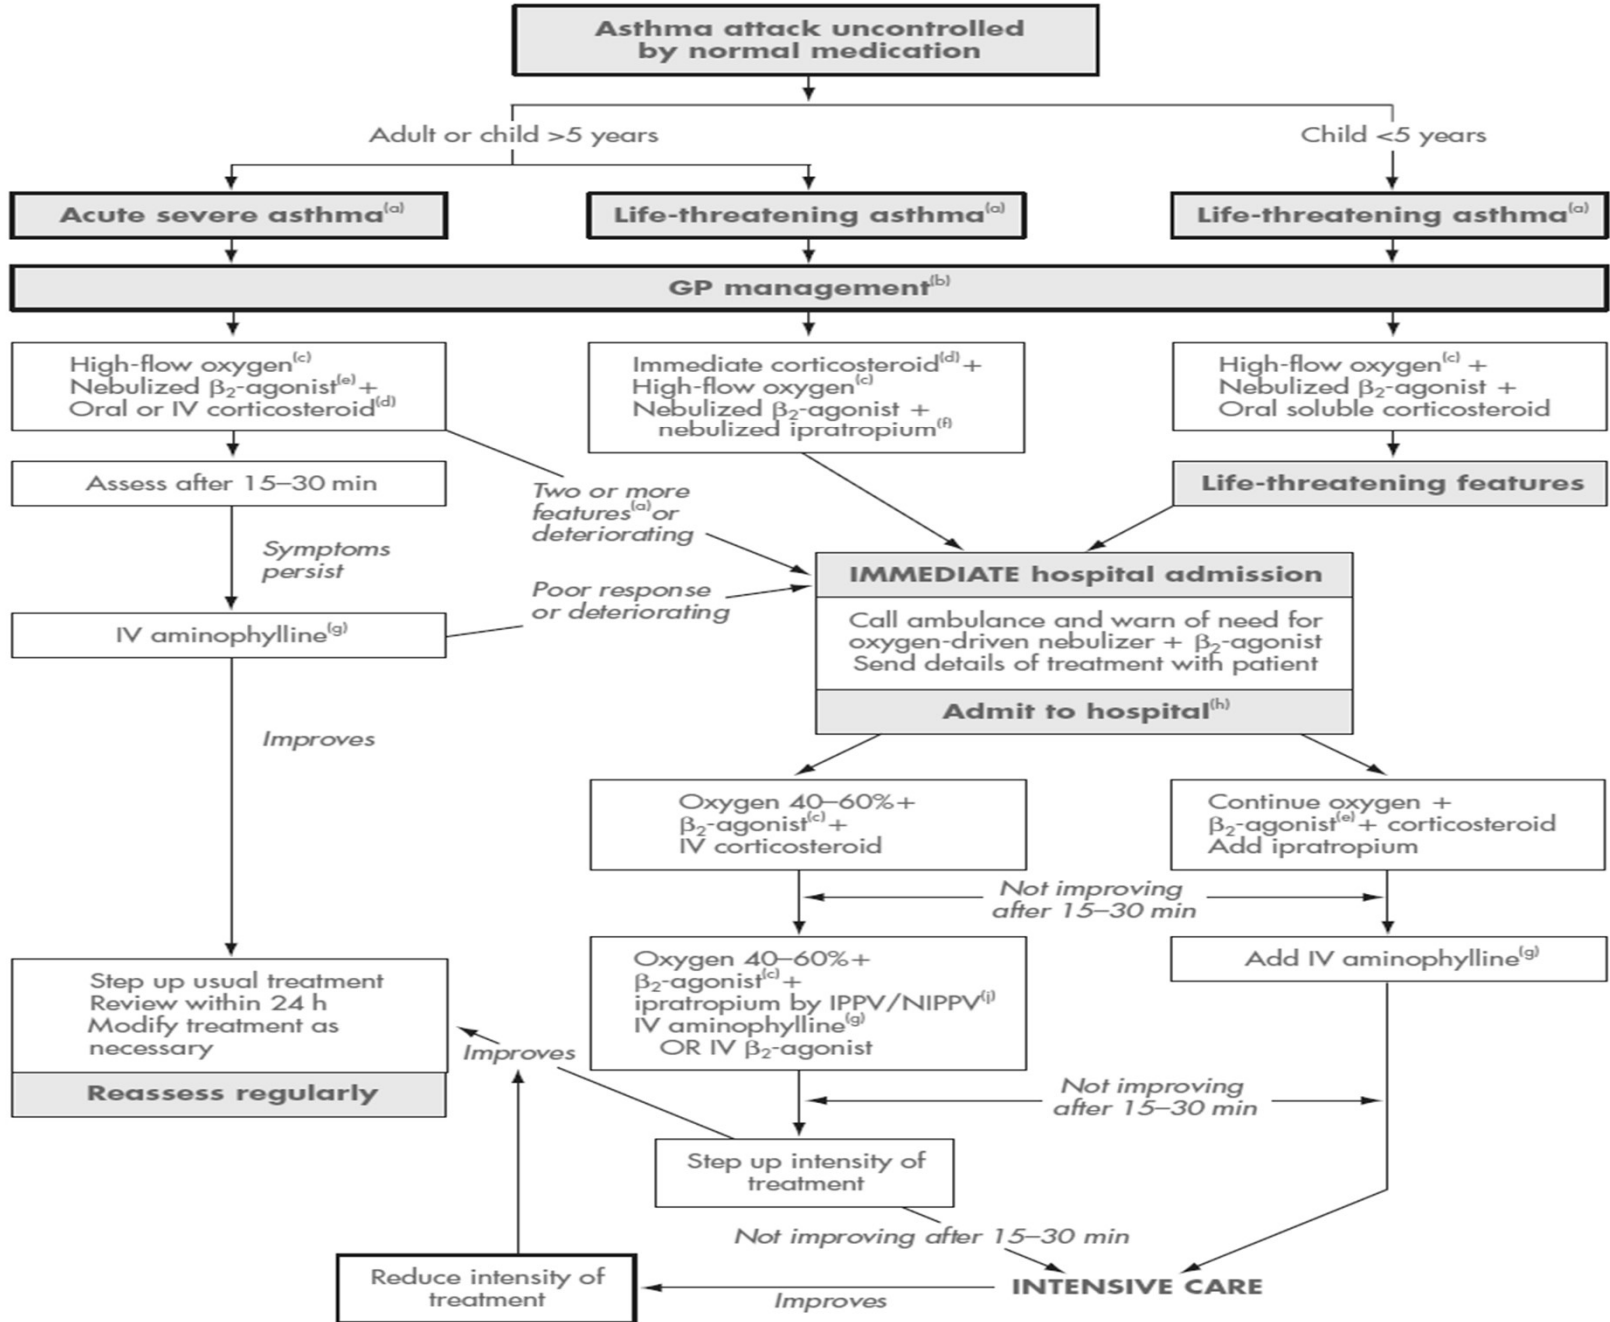 Asthma attack uncontrolled
by normal medication
Adult or child >5 years
Child <5 years
Acute severe asthma(a)
Life-threatening asthma(a)
Life-threatening asthma(a)
GP management(b)
High-flow oxygen(c)
Nebulized β2-agonist(e) +
Oral or IV corticosteroid(d)
Immediate corticosteroid(d) +
High-flow oxygen(c)
Nebulized β2-agonist +
nebulized ipratropium(f)
High-flow oxygen(c) +
Nebulized β2-agonist +
Oral soluble corticosteroid
Assess after 15–30 min
Two or more
features(a) or
deteriorating
Life-threatening features
Symptoms
persist
IMMEDIATE hospital admission
Call ambulance and warn of need for
oxygen-driven nebulizer + β2-agonist
Send details of treatment with patient
Admit to hospital(h)
Poor response
or deteriorating
IV aminophylline(g)
Improves
Oxygen 40–60%+
β2-agonist(c) +
IV corticosteroid
Continue oxygen +
β2-agonist(e) + corticosteroid
Add ipratropium
Not improving
after 15–30 min
Oxygen 40–60%+
β2-agonist(c) +
ipratropium by IPPV/NIPPV(j)
IV aminophylline(g)
OR IV β2-agonist
Add IV aminophylline(g)
Step up usual treatment
Review within 24 h
Modify treatment as
necessary
Reassess regularly
Improves
Not improving
after 15–30 min
Step up intensity of
treatment
Not improving after 15–30 min
Reduce intensity of
treatment
Improves
INTENSIVE CARE